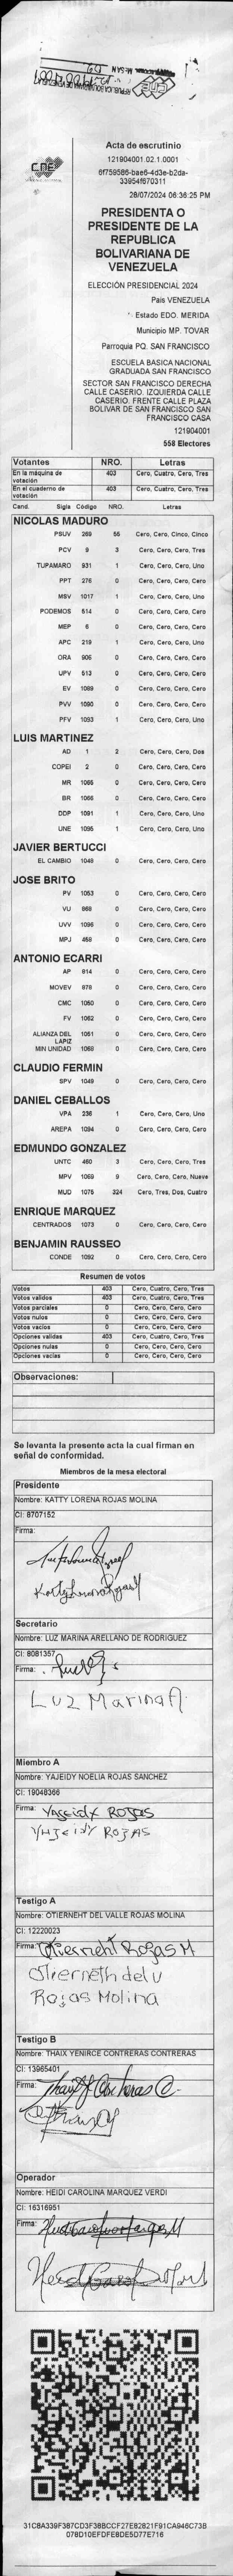 CNE
Acta de escrutinio
121904001.02.1.0001
6f759586-bae6-4d3e-b2da-
33954f670311
28/07/2024 06:36:25 PM
PRESIDENTA O
PRESIDENTE DE LA
REPUBLICA
BOLIVARIANA DE
VENEZUELA
ELECCIÓN PRESIDENCIAL 2024
Pais VENEZUELA
Estado EDO. MERIDA
Municipio MP. TOVAR
Parroquia PQ. SAN FRANCISCO
ESCUELA BASICA NACIONAL
GRADUADA SAN FRANCISCO
SECTOR SAN FRANCISCO DERECHA
CALLE CASERIO. IZQUIERDA CALLE
CASERIO. FRENTE CALLE PLAZA
BOLIVAR DE SAN FRANCISCO SAN
FRANCISCO CASA
121904001
558 Electores
Votantes NRO. Letras
En la máquina de votación 403 Cero, Cuatro, Cero, Tres
En el cuaderno de votación 403 Cero, Cuatro, Cero, Tres
Cand. Sigla Código NRO. Letras
NICOLAS MADURO
PSUV 269 55 Cero, Cero, Cinco, Cinco
PCV 9 3 Cero, Cero, Cero, Tres
TUPAMARO 931 1 Cero, Cero, Cero, Uno
PPT 276 0 Cero, Cero, Cero, Cero
MSV 1017 1 Cero, Cero, Cero, Uno
PODEMOS 514 0 Cero, Cero, Cero, Cero
MEP 6 0 Cero, Cero, Cero, Cero
APC 219 1 Cero, Cero, Cero, Uno
ORA 906 0 Cero, Cero, Cero, Cero
UPV 513 0 Cero, Cero, Cero, Cero
EV 1089 0 Cero, Cero, Cero, Cero
PVV 1090 0 Cero, Cero, Cero, Cero
PFV 1093 1 Cero, Cero, Cero, Uno
LUIS MARTINEZ
AD 1 2 Cero, Cero, Cero, Dos
COPEI 2 0 Cero, Cero, Cero, Cero
MR 1065 0 Cero, Cero, Cero, Cero
BR 1066 0 Cero, Cero, Cero, Cero
DDP 1091 1 Cero, Cero, Cero, Uno
UNE 1095 1 Cero, Cero, Cero, Uno
JAVIER BERTUCCI
EL CAMBIO 1048 0 Cero, Cero, Cero, Cero
JOSE BRITO
PV 1053 0 Cero, Cero, Cero, Cero
VU 868 0 Cero, Cero, Cero, Cero
UVV 1096 0 Cero, Cero, Cero, Cero
MPJ 458 0 Cero, Cero, Cero, Cero
ANTONIO ECARRI
AP 814 0 Cero, Cero, Cero, Cero
MOVEV 878 0 Cero, Cero, Cero, Cero
CMC 1050 0 Cero, Cero, Cero, Cero
FV 1052 0 Cero, Cero, Cero, Cero
ALIANZA DEL LAPIZ 1051 0 Cero, Cero, Cero, Cero
MIN UNIDAD 1068 0 Cero, Cero, Cero, Cero
CLAUDIO FERMIN
SPV 1049 0 Cero, Cero, Cero, Cero
DANIEL CEBALLOS
VPA 236 1 Cero, Cero, Cero, Uno
AREPA 1094 0 Cero, Cero, Cero, Cero
EDMUNDO GONZALEZ
UNTC 460 3 Cero, Cero, Cero, Tres
MPV 1069 9 Cero, Cero, Cero, Nueve
MUD 1075 324 Cero, Tres, Dos, Cuatro
ENRIQUE MARQUEZ
CENTRADOS 1073 0 Cero, Cero, Cero, Cero
BENJAMIN RAUSSEO
CONDE 1092 0 Cero, Cero, Cero, Cero
Resumen de votos
Votos 403 Cero, Cuatro, Cero, Tres
Votos validos 403 Cero, Cuatro, Cero, Tres
Votos parciales 0 Cero, Cero, Cero, Cero
Votos nulos 0 Cero, Cero, Cero, Cero
Votos vacios 0 Cero, Cero, Cero, Cero
Opciones validas 403 Cero, Cuatro, Cero, Tres
Opciones nulas 0 Cero, Cero, Cero, Cero
Opciones vacias 0 Cero, Cero, Cero, Cero
Observaciones:
Se levanta la presente acta la cual firman en
señal de conformidad.
Miembros de la mesa electoral
Presidente
Nombre: KATTY LORENA ROJAS MOLINA
CI: 8707152
Firma:
Secretario
Nombre: LUZ MARINA ARELLANO DE RODRIGUEZ
CI: 8081357
Firma:
Luz Marina A.
Miembro A
Nombre: YAJEIDY NOELIA ROJAS SANCHEZ
CI: 19048366
Firma: Yajeidy Rojas
YAJEIDY ROJAS
Testigo A
Nombre: OTIERNEHT DEL VALLE ROJAS MOLINA
CI: 12220023
Firma: Otierneht Rojas M
Otierneth del v
Rojas Molina
Testigo B
Nombre: THAIX YENIRCE CONTRERAS CONTRERAS
CI: 13965401
Firma: Thaix Y Contreras C.
Operador
Nombre: HEIDI CAROLINA MARQUEZ VERDI
CI: 16316951
Firma:
31C8A339F387CD3F38BCCF27E82821F91CA946C73B
078D10EFDFE8DE5D77E716